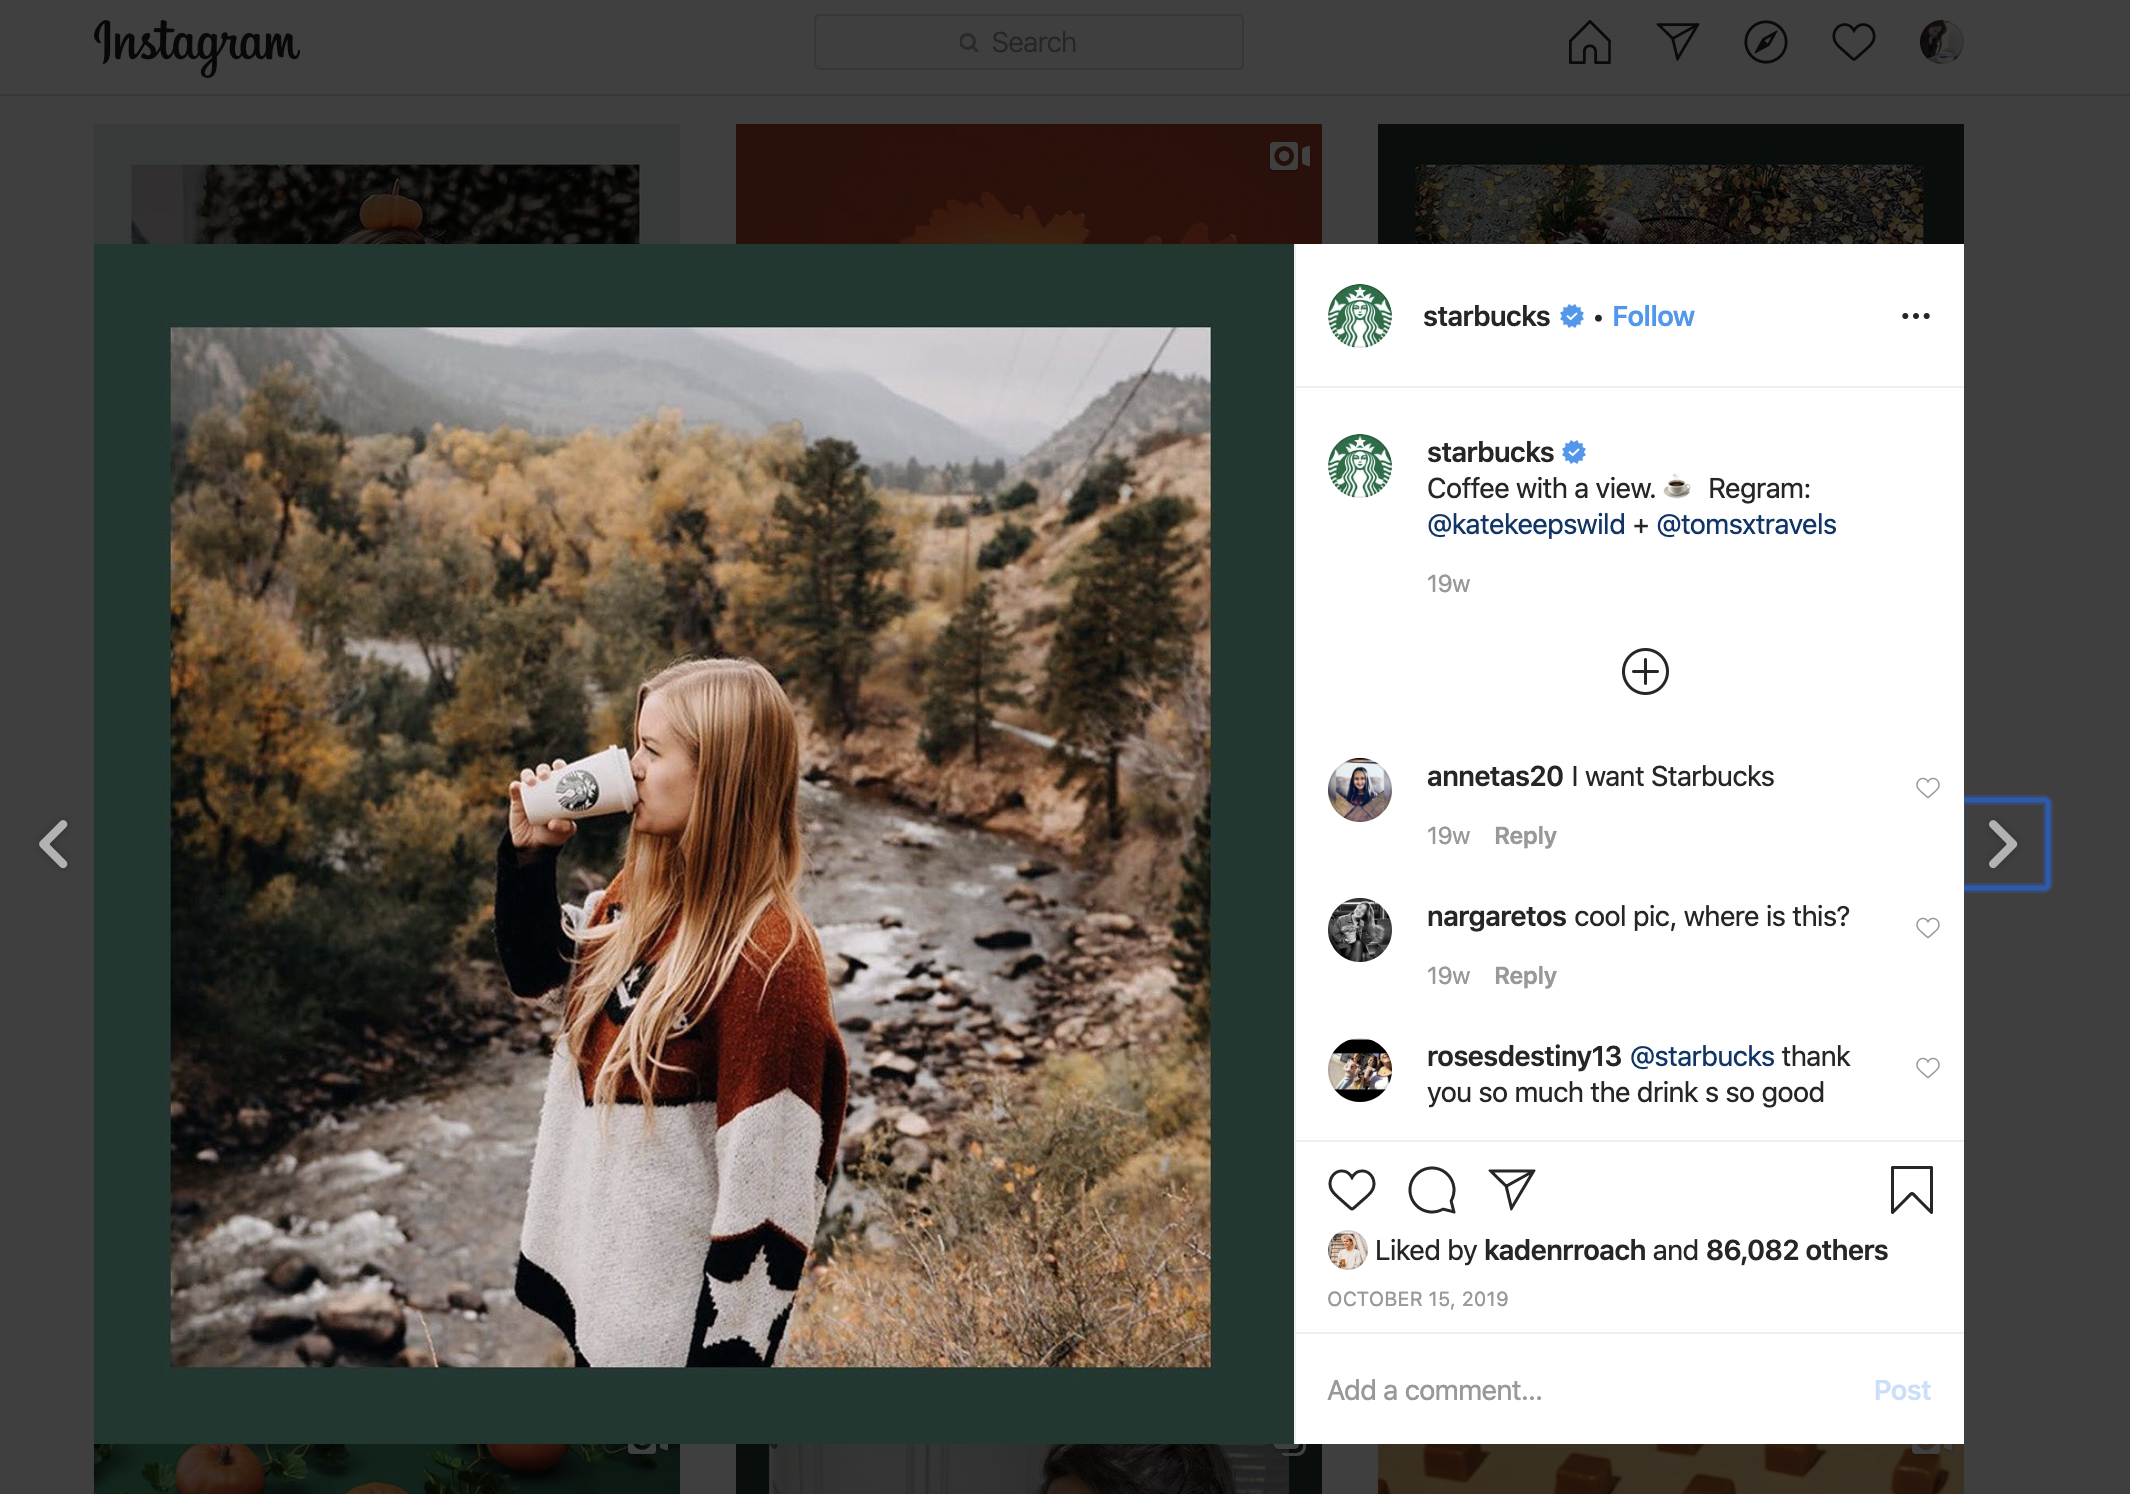 Instagram
Search
starbucks • Follow
starbucks
Coffee with a view. ☕ Regram:
@katekeepswild + @tomsxtravels
19w
annetas20 I want Starbucks
19w Reply
nargaretos cool pic, where is this?
19w Reply
rosesdestiny13 @starbucks thank
you so much the drink s so good
Liked by kadenrroach and 86,082 others
OCTOBER 15, 2019
Add a comment...
Post